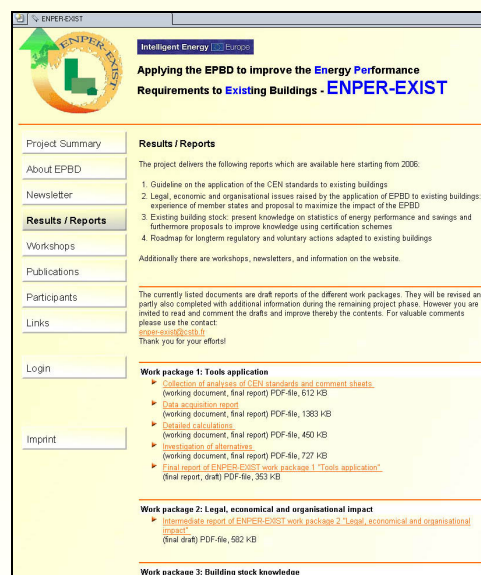 ENPER-EXIST
ENPER-EXIST
Intelligent Energy Europe
Applying the EPBD to improve the Energy Performance
Requirements to Existing Buildings - ENPER-EXIST
Project Summary
About EPBD
Newsletter
Results / Reports
Workshops
Publications
Participants
Links
Login
Imprint
Results / Reports
The project delivers the following reports which are available here starting from 2006:
1. Guideline on the application of the CEN standards to existing buildings
2. Legal, economic and organisational issues raised by the application of EPBD to existing buildings:
experience of member states and proposal to maximize the impact of the EPBD
3. Existing building stock: present knowledge on statistics of energy performance and savings and
furthermore proposals to improve knowledge using certification schemes
4. Roadmap for longterm regulatory and voluntary actions adapted to existing buildings
Additionally there are workshops, newsletters, and information on the website.
The currently listed documents are draft reports of the different work packages. They will be revised an
partly also completed with additional information during the remaining project phase. However you are
invited to read and comment the drafts and improve thereby the contents. For valuable comments
please use the contact:
enper-exist@cstb.fr
Thank you for your efforts!
Work package 1: Tools application
Collection of analyses of CEN standards and comment sheets
(working document, final report) PDF-file, 612 KB
Data acquisition report
(working document, final report) PDF-file, 1383 KB
Detailed calculations
(working document, final report) PDF-file, 450 KB
Investigation of alternatives
(working document, final report) PDF-file, 727 KB
Final report of ENPER-EXIST work package 1 "Tools application"
(final report, draft) PDF-file, 353 KB
Work package 2: Legal, economical and organisational impact
Intermediate report of ENPER-EXIST work package 2 "Legal, economical and organisational
impact"
(final draft) PDF-file, 582 KB
Work package 3: Building stock knowledge